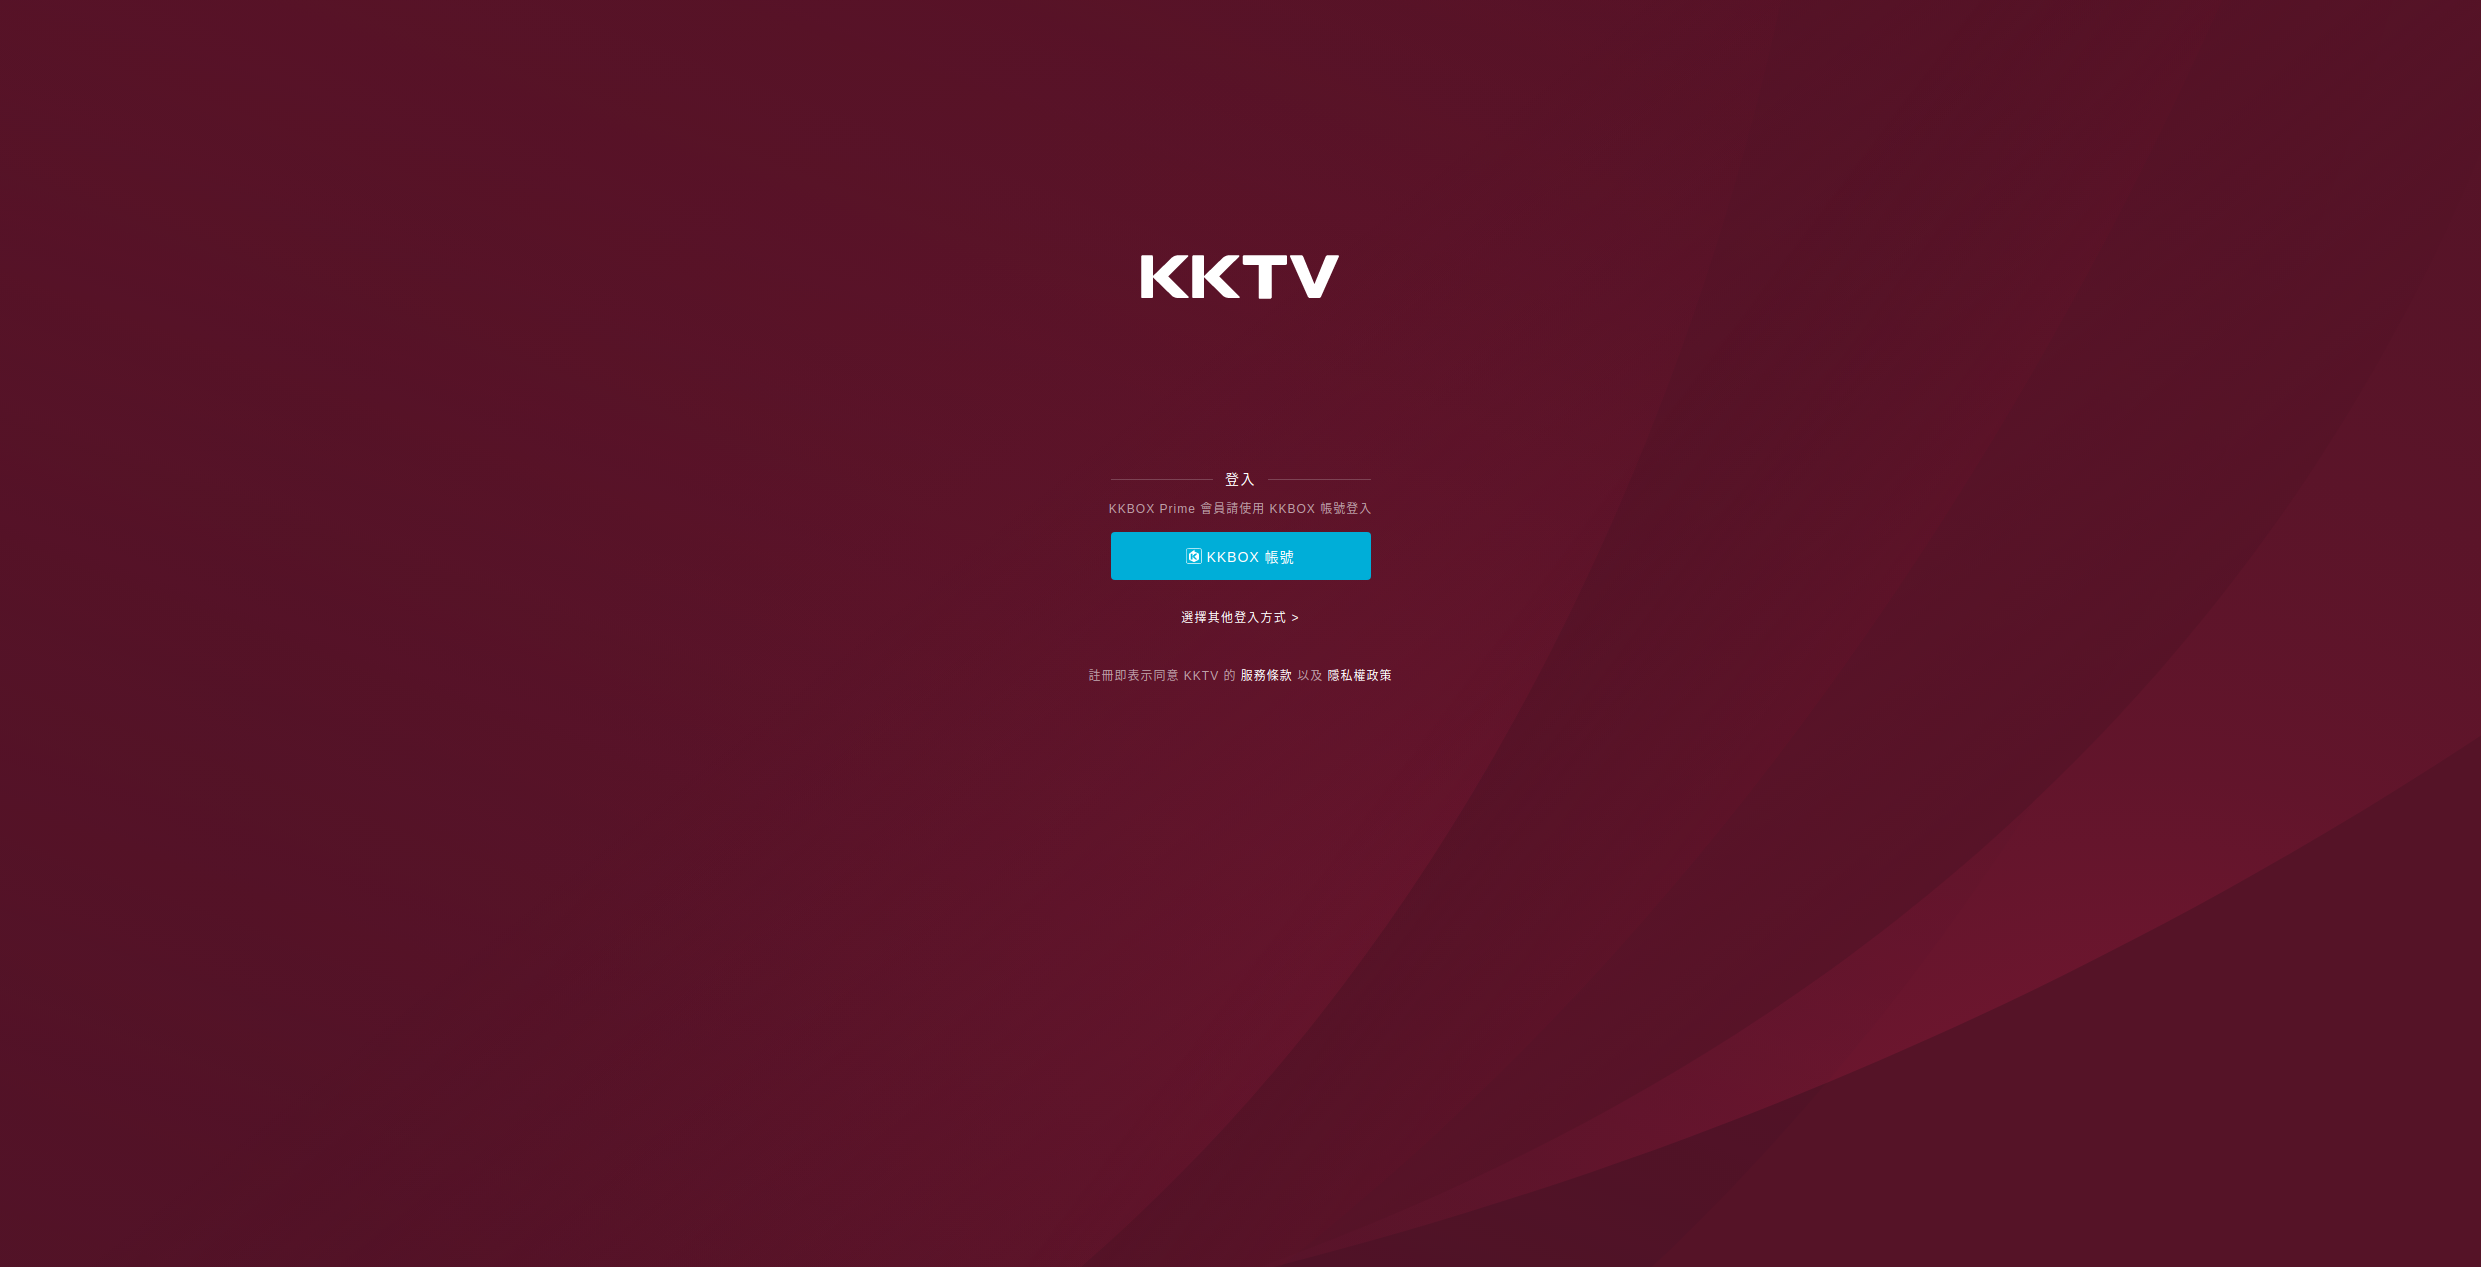 KKTV
登入
KKBOX Prime 會員請使用 KKBOX 帳號登入
KKBOX 帳號
選擇其他登入方式 >
註冊即表示同意 KKTV 的 服務條款 以及 隱私權政策